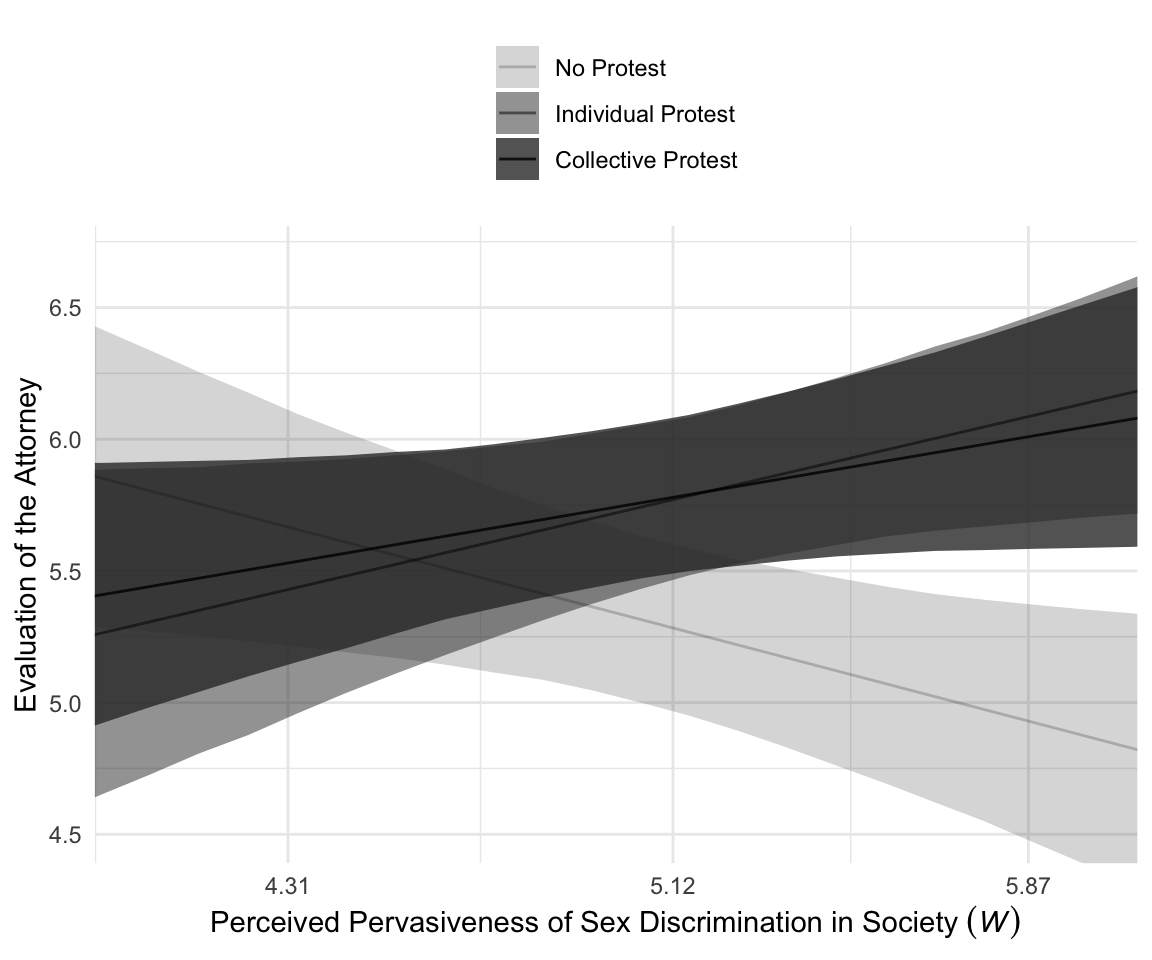 No Protest
Individual Protest
Collective Protest
6.5
6.0
5.5
5.0
4.5
Evaluation of the Attorney
4.31 5.12 5.87
Perceived Pervasiveness of Sex Discrimination in Society (W)